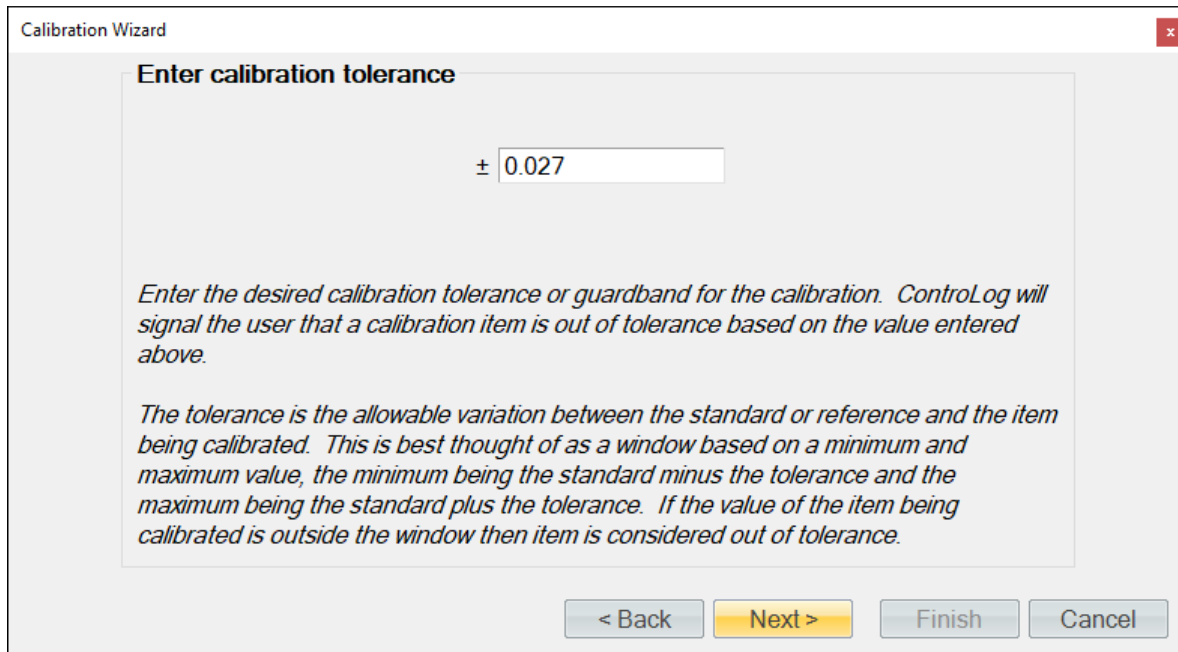 Calibration Wizard
x
Enter calibration tolerance
± 0.027
Enter the desired calibration tolerance or guardband for the calibration.  ControLog will
signal the user that a calibration item is out of tolerance based on the value entered
above.
The tolerance is the allowable variation between the standard or reference and the item
being calibrated.  This is best thought of as a window based on a minimum and
maximum value, the minimum being the standard minus the tolerance and the
maximum being the standard plus the tolerance.  If the value of the item being
calibrated is outside the window then item is considered out of tolerance.
< Back Next > Finish Cancel